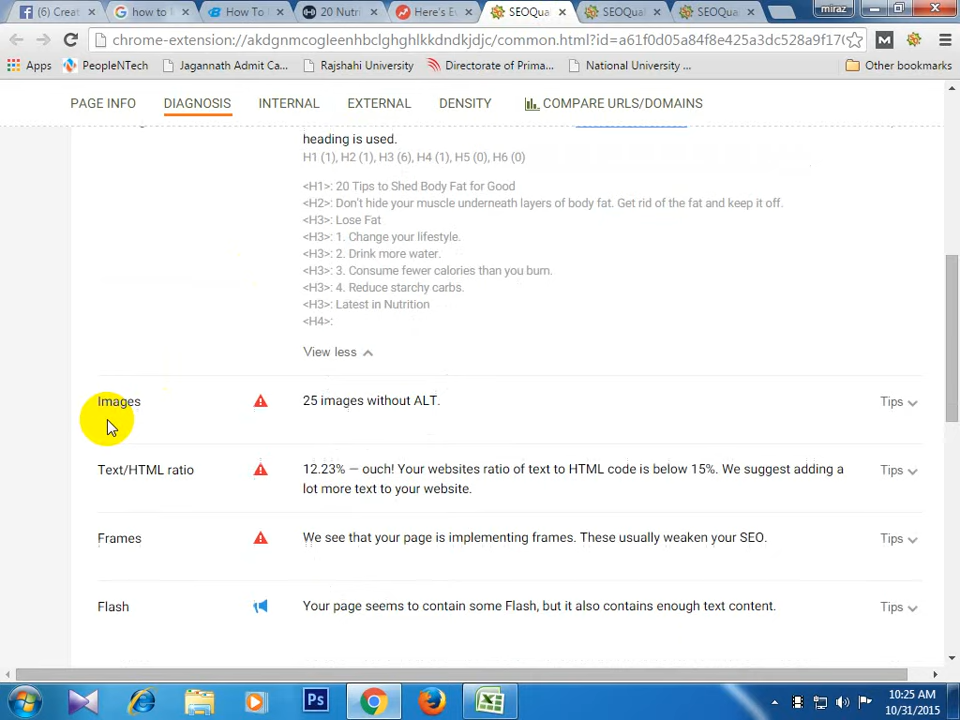 (6) Creat
how to
How To
20 Nutri
Here's Ev
SEOQua
SEOQual
SEOQua
miraz
chrome-extension://akdgnmcogleenhbclghghlkkdndkjdjc/common.html?id=a61f0d05a84f8e425a3dc528a9f17(
Apps
PeopleNTech
Jagannath Admit Ca...
Rajshahi University
Directorate of Prima...
National University ...
Other bookmarks
PAGE INFO
DIAGNOSIS
INTERNAL
EXTERNAL
DENSITY
COMPARE URLS/DOMAINS
heading is used.
H1 (1), H2 (1), H3 (6), H4 (1), H5 (0), H6 (0)
<H1>: 20 Tips to Shed Body Fat for Good
<H2>: Don't hide your muscle underneath layers of body fat. Get rid of the fat and keep it off.
<H3>: Lose Fat
<H3>: 1. Change your lifestyle.
<H3>: 2. Drink more water.
<H3>: 3. Consume fewer calories than you burn.
<H3>: 4. Reduce starchy carbs.
<H3>: Latest in Nutrition
<H4>:
View less
Images
25 images without ALT.
Tips
Text/HTML ratio
12.23% — ouch! Your websites ratio of text to HTML code is below 15%. We suggest adding a
lot more text to your website.
Tips
Frames
We see that your page is implementing frames. These usually weaken your SEO.
Tips
Flash
Your page seems to contain some Flash, but it also contains enough text content.
Tips
Ps
10:25 AM
10/31/2015